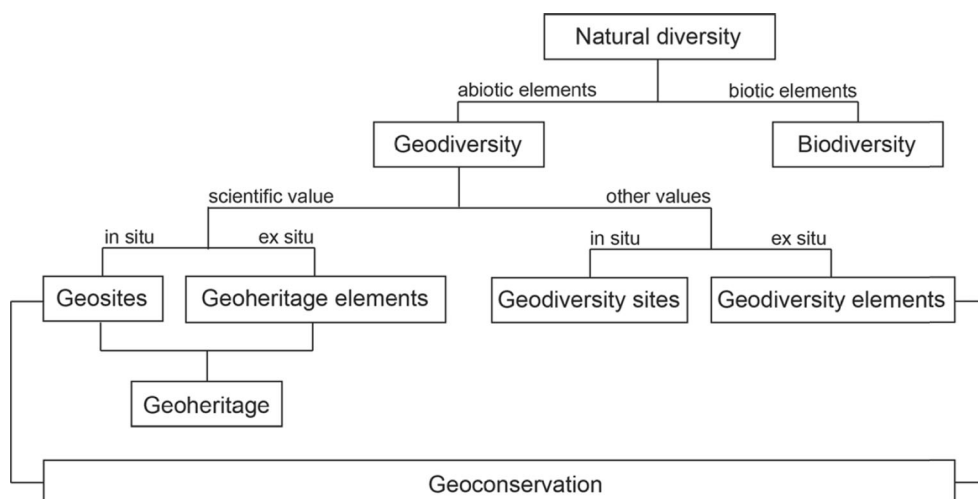 Natural diversity
abiotic elements
biotic elements
Geodiversity
Biodiversity
scientific value
other values
in situ
ex situ
in situ
ex situ
Geosites
Geoheritage elements
Geodiversity sites
Geodiversity elements
Geoheritage
Geoconservation